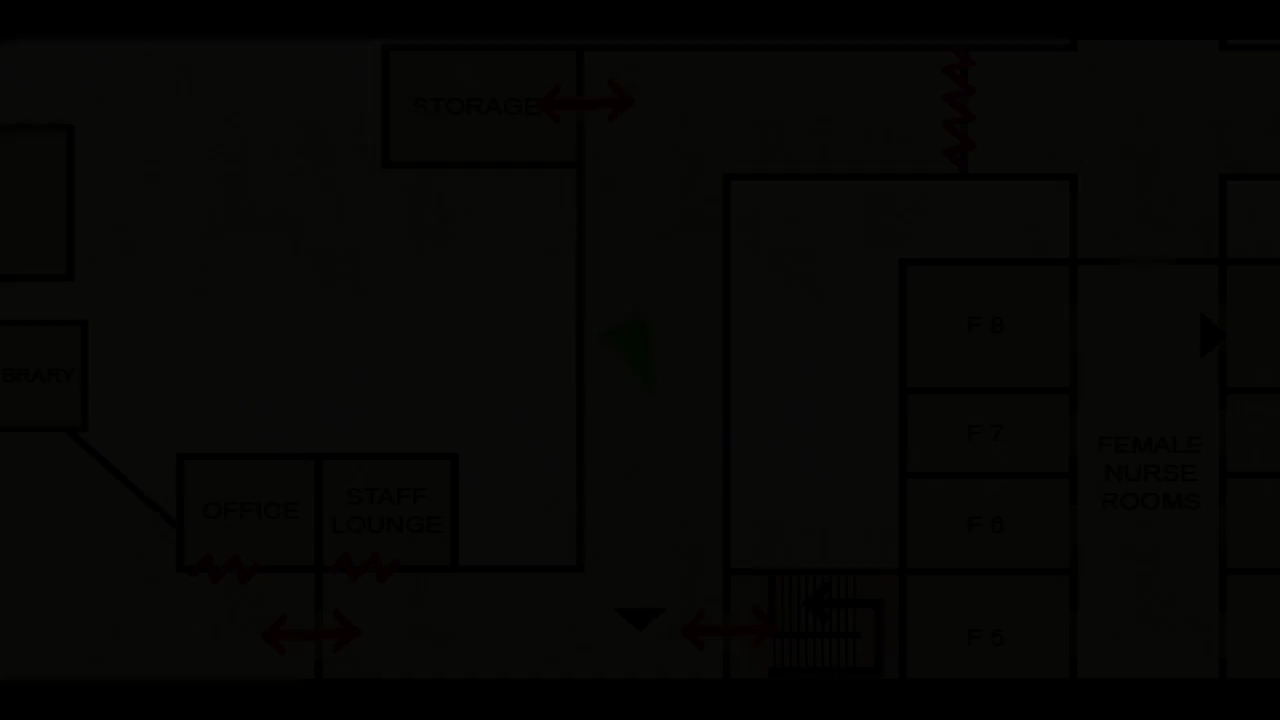 STORAGE
F 8
BRARY
F 7
FEMALE
NURSE
ROOMS
STAFF
LOUNGE
OFFICE
F 6
F 5